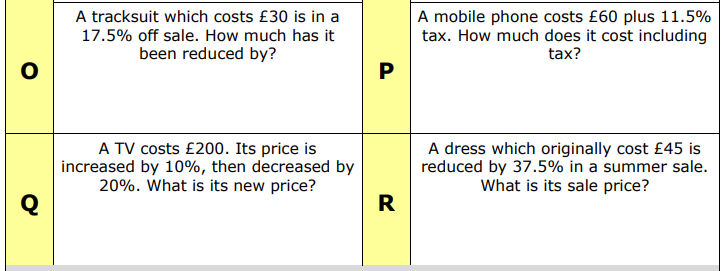 O
A tracksuit which costs £30 is in a
17.5% off sale. How much has it
been reduced by?
P
A mobile phone costs £60 plus 11.5%
tax. How much does it cost including
tax?
Q
A TV costs £200. Its price is
increased by 10%, then decreased by
20%. What is its new price?
R
A dress which originally cost £45 is
reduced by 37.5% in a summer sale.
What is its sale price?